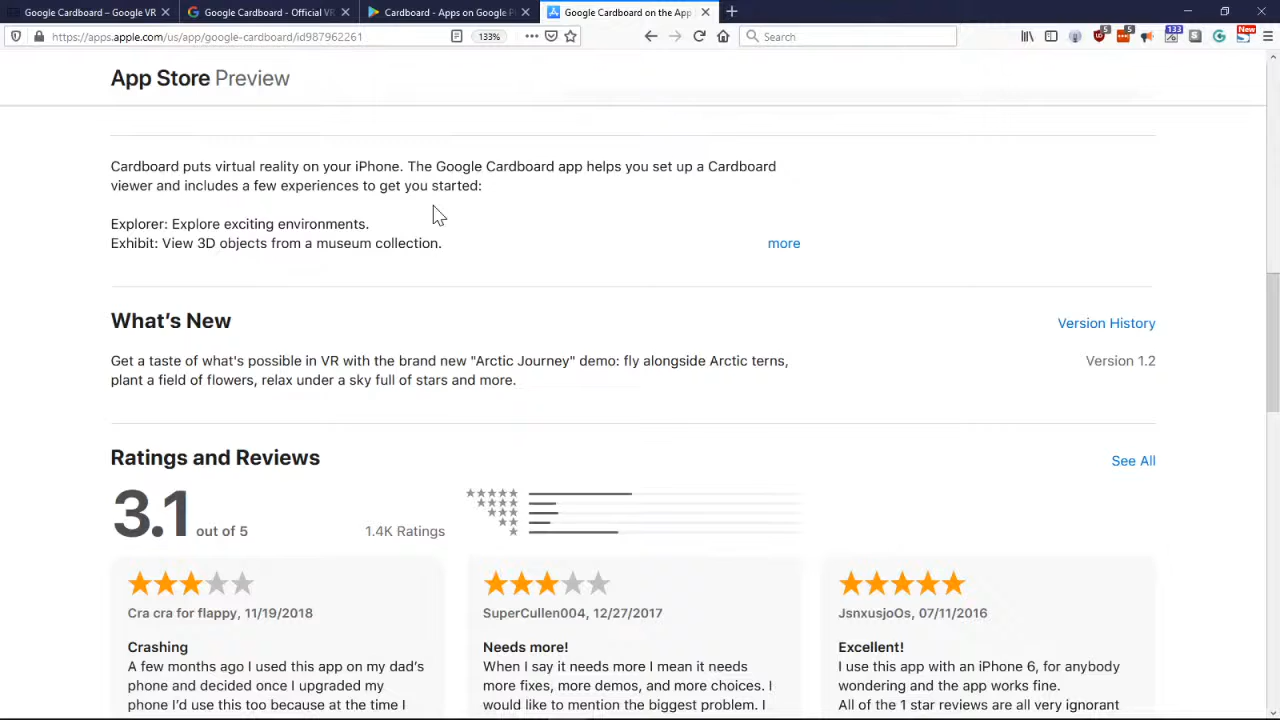 Google Cardboard – Google VR
Google Cardboard - Official VR
Cardboard - Apps on Google P
Google Cardboard on the App
https://apps.apple.com/us/app/google-cardboard/id987962261
133%
Search
5
5
133
New
App Store Preview
Cardboard puts virtual reality on your iPhone. The Google Cardboard app helps you set up a Cardboard
viewer and includes a few experiences to get you started:
Explorer: Explore exciting environments.
Exhibit: View 3D objects from a museum collection.
more
What's New
Version History
Get a taste of what's possible in VR with the brand new "Arctic Journey" demo: fly alongside Arctic terns,
Version 1.2
plant a field of flowers, relax under a sky full of stars and more.
Ratings and Reviews
See All
3.1 out of 5
1.4K Ratings
Cra cra for flappy, 11/19/2018
Crashing
A few months ago I used this app on my dad's
phone and decided once I upgraded my
phone I'd use this too because at the time I
SuperCullen004, 12/27/2017
Needs more!
When I say it needs more I mean it needs
more fixes, more demos, and more choices. I
would like to mention the biggest problem. I
JsnxusjoOs, 07/11/2016
Excellent!
I use this app with an iPhone 6, for anybody
wondering and the app works fine.
All of the 1 star reviews are all very ignorant